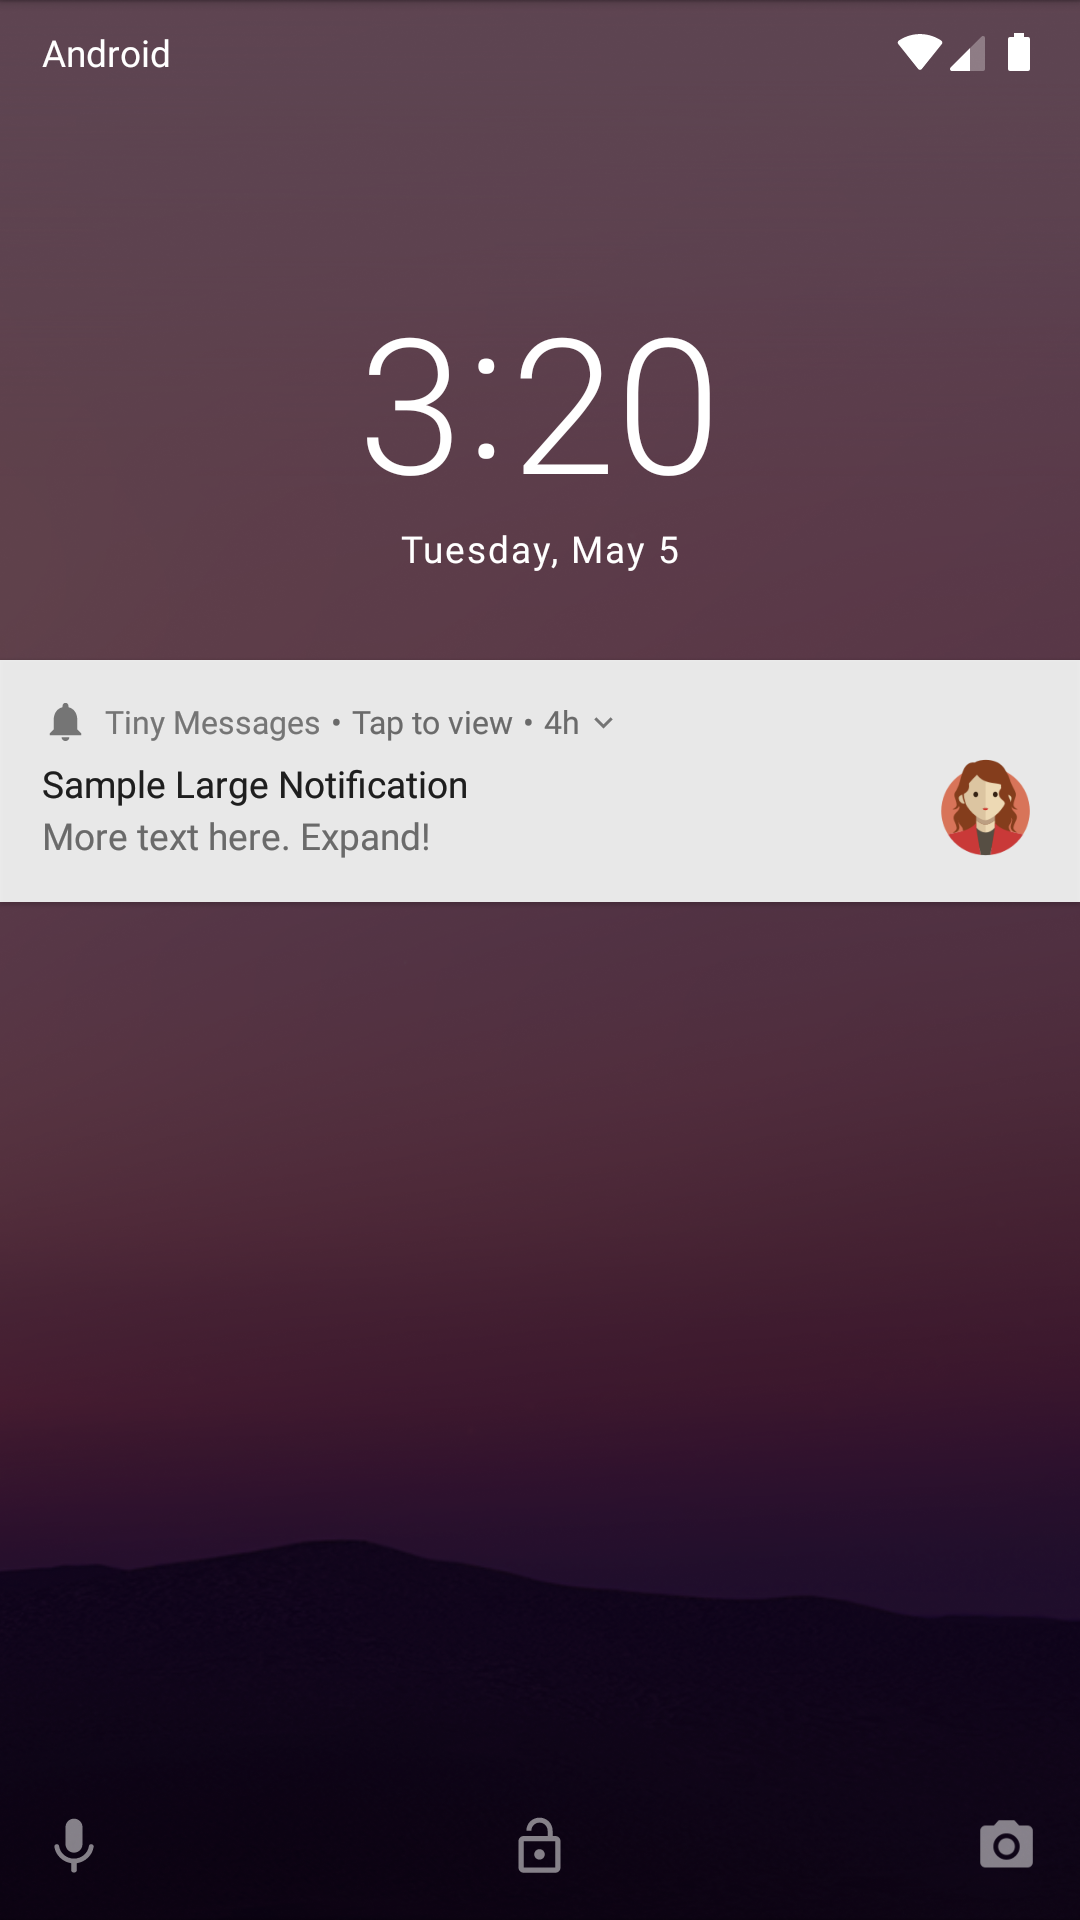 Android
3:20
Tuesday, May 5
Tiny Messages • Tap to view • 4h
Sample Large Notification
More text here. Expand!